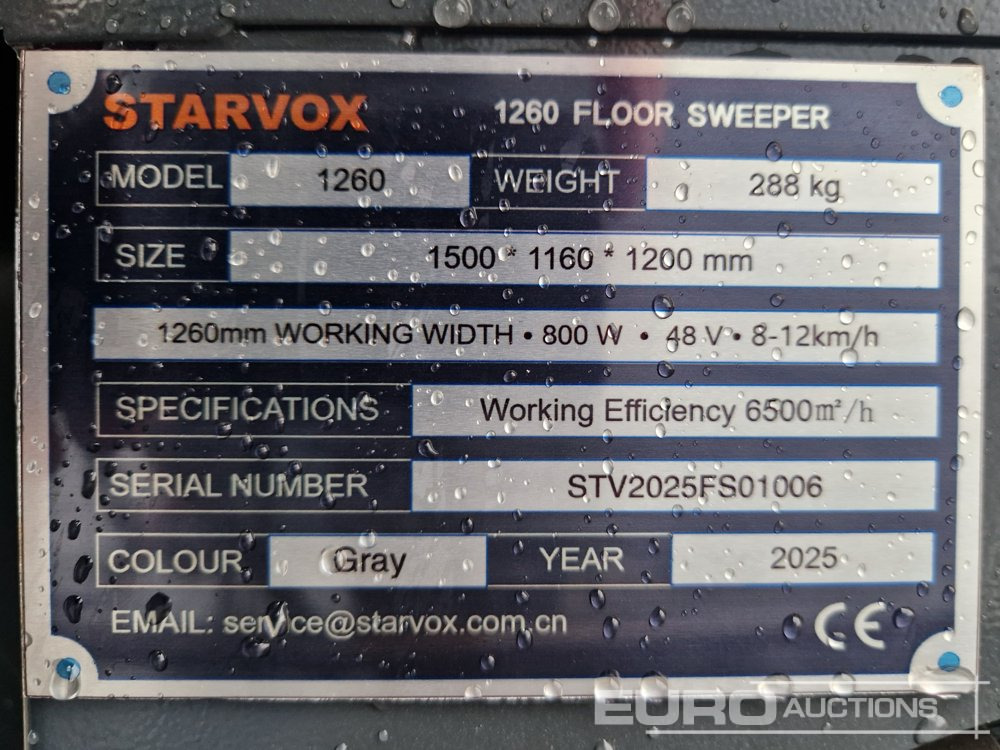 STARVOX 1260 FLOOR SWEEPER
MODEL 1260 WEIGHT 288 kg
SIZE 1500 * 1160 * 1200 mm
1260mm WORKING WIDTH • 800 W • 48 V • 8-12km/h
SPECIFICATIONS Working Efficiency 6500㎡/h
SERIAL NUMBER STV2025FS01006
COLOUR Gray YEAR 2025
EMAIL: service@starvox.com.cn CE
EURO AUCTIONS